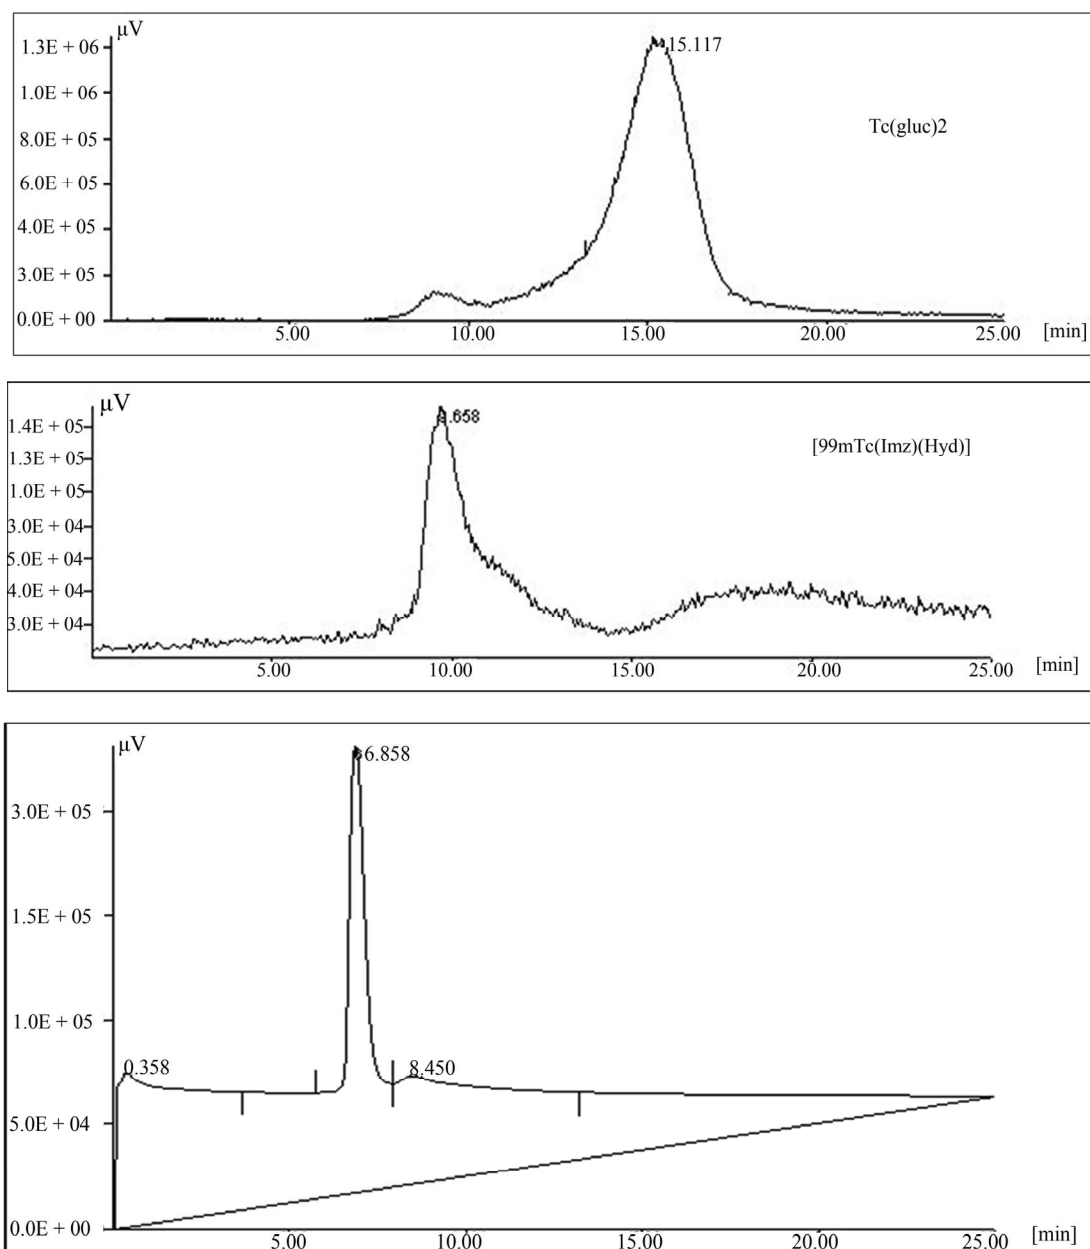 µV
1.3E + 06
15.117
1.0E + 06
Tc(gluc)2
8.0E + 05
6.0E + 05
4.0E + 05
3.0E + 05
0.0E + 00
5.00 10.00 15.00 20.00 25.00 [min]
µV
1.4E + 05
.658
[99mTc(Imz)(Hyd)]
1.3E + 05
1.0E + 05
3.0E + 04
5.0E + 04
4.0E + 04
3.0E + 04
5.00 10.00 15.00 20.00 25.00 [min]
µV
6.858
3.0E + 05
1.5E + 05
1.0E + 05
0.358 8.450
5.0E + 04
0.0E + 00
5.00 10.00 15.00 20.00 25.00 [min]